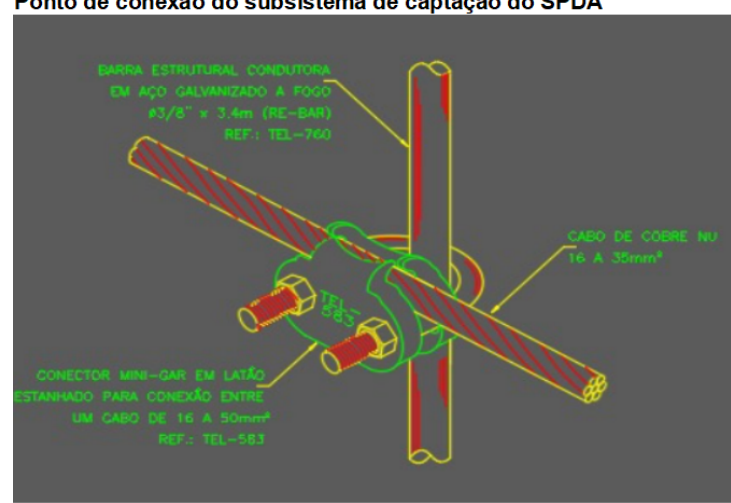 Ponto de conexão do subsistema de captação do SPDA
BARRA ESTRUTURAL CONDUTORA
EM AÇO GALVANIZADO A FOGO
ø3/8" x 3.4m (RE-BAR)
REF.: TEL-760
CABO DE COBRE NU
16 A 35mm²
TEL-
583
CONECTOR MINI-GAR EM LATÃO
ESTANHADO PARA CONEXÃO ENTRE
UM CABO DE 16 A 50mm²
REF.: TEL-583